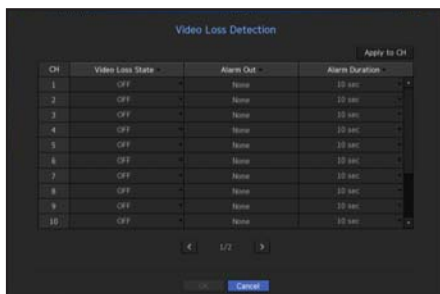 Video Loss Detection
Apply to CH
CH Video Loss State Alarm Out Alarm Duration
1 OFF None 10 sec
2 OFF None 10 sec
3 OFF None 10 sec
4 OFF None 10 sec
5 OFF None 10 sec
6 OFF None 10 sec
7 OFF None 10 sec
8 OFF None 10 sec
9 OFF None 10 sec
10 OFF None 10 sec
< 1/2 >
OK Cancel